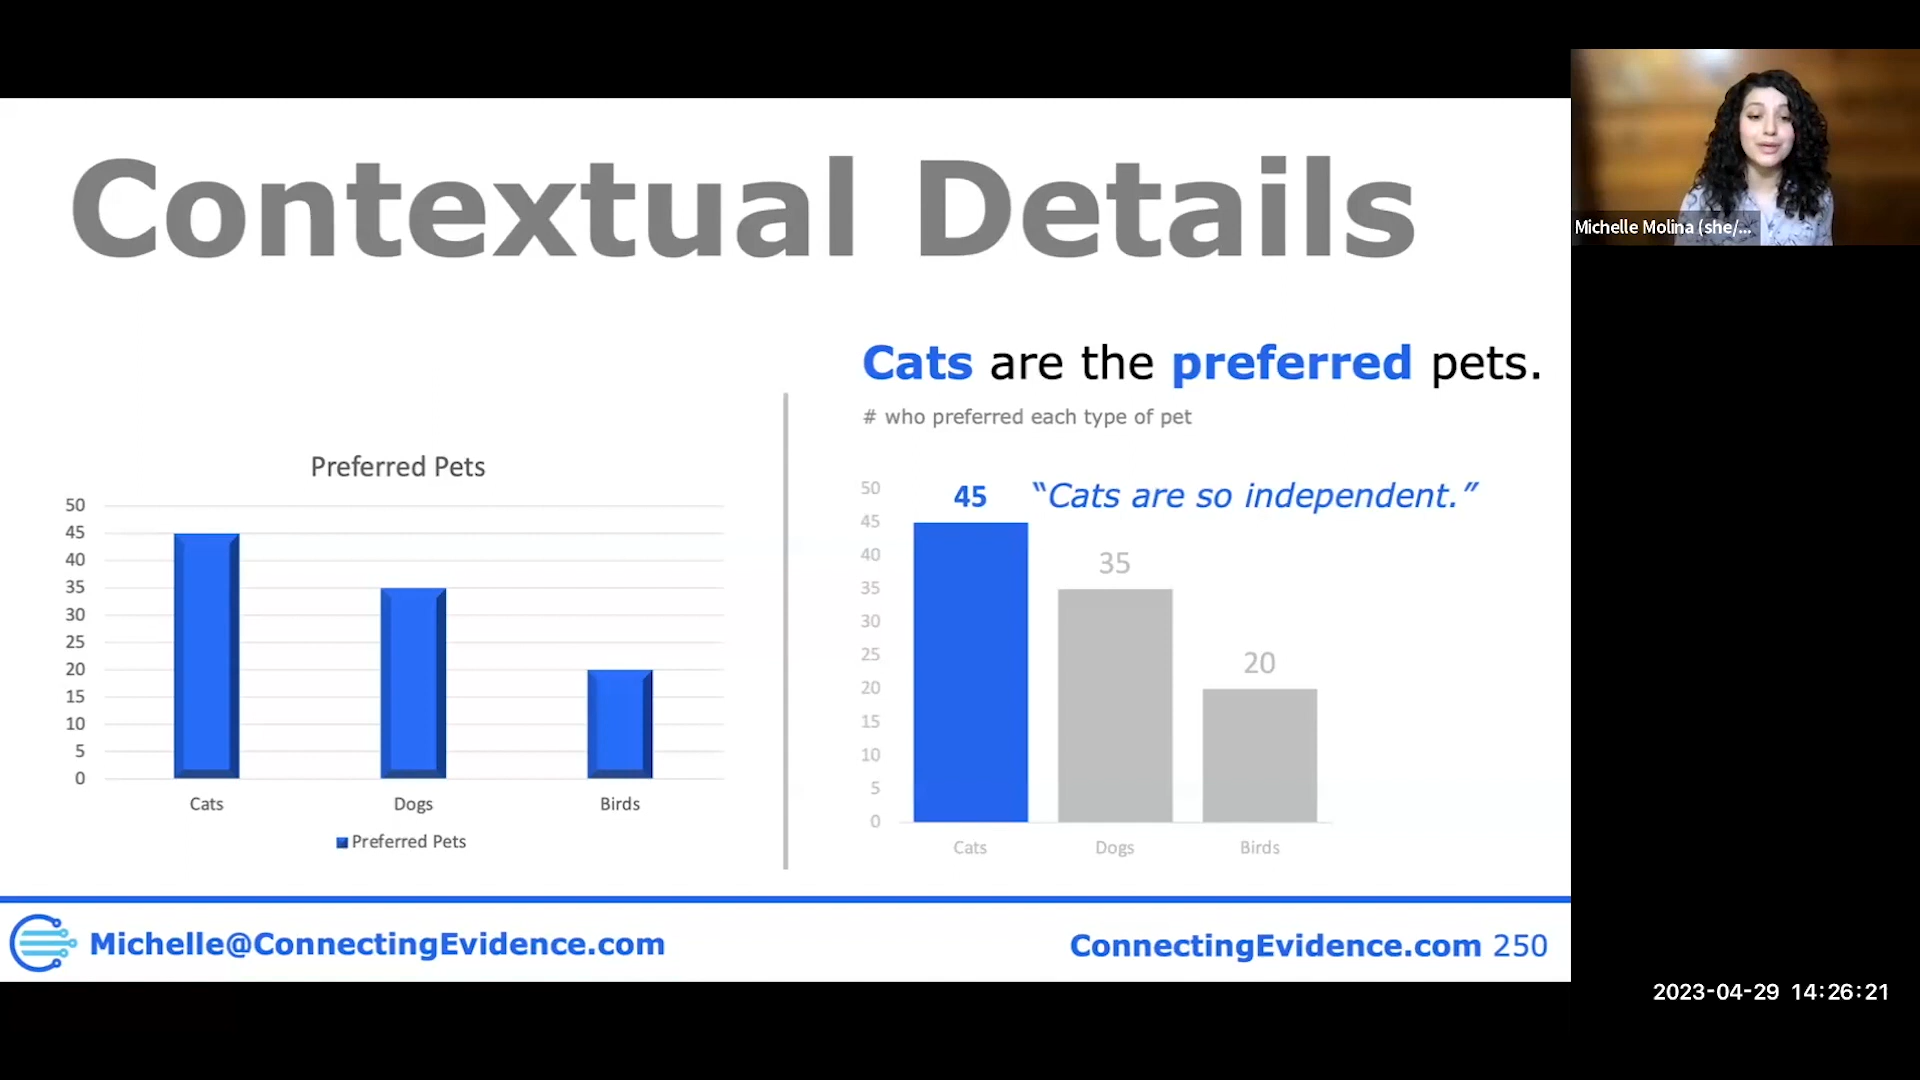 Contextual Details
Preferred Pets
50
45
40
35
30
25
20
15
10
5
0
Cats Dogs Birds
Preferred Pets
Cats are the preferred pets.
# who preferred each type of pet
50
45
40
35
30
25
20
15
10
5
0
45
“Cats are so independent.”
35
20
Cats Dogs Birds
Michelle@ConnectingEvidence.com
ConnectingEvidence.com 250
Michelle Molina (she/...
2023-04-29 14:26:21